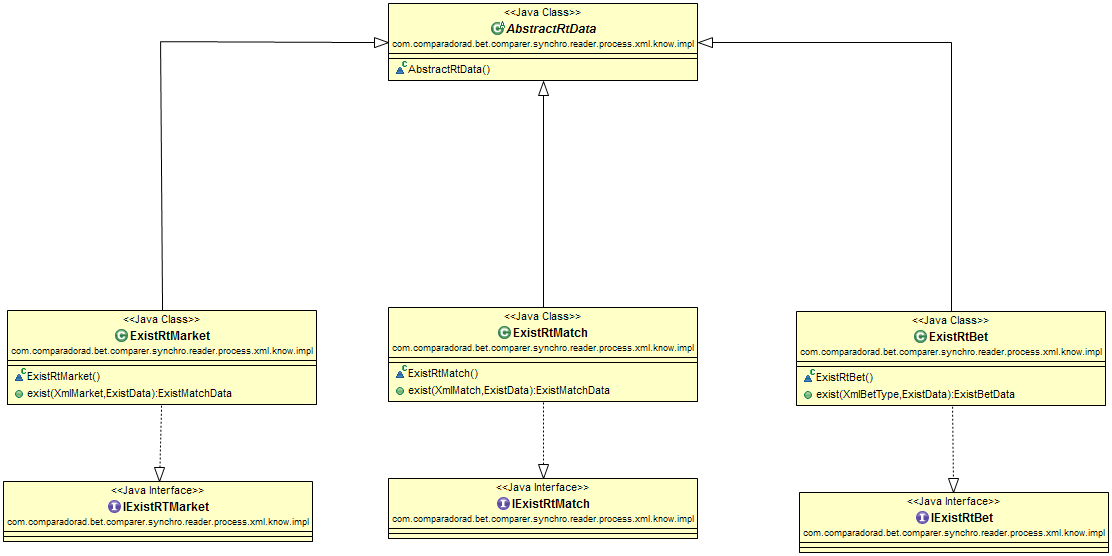 <<Java Class>>
AbstractRtData
com.comparadorad.bet.comparer.synchro.reader.process.xml.know.impl
AbstractRtData()
<<Java Class>>
ExistRtMarket
com.comparadorad.bet.comparer.synchro.reader.process.xml.know.impl
ExistRtMarket()
exist(XmlMarket,ExistData):ExistMatchData
<<Java Class>>
ExistRtMatch
com.comparadorad.bet.comparer.synchro.reader.process.xml.know.impl
ExistRtMatch()
exist(XmlMatch,ExistData):ExistMatchData
<<Java Class>>
ExistRtBet
com.comparadorad.bet.comparer.synchro.reader.process.xml.know.impl
ExistRtBet()
exist(XmlBetType,ExistData):ExistBetData
<<Java Interface>>
IExistRTMarket
com.comparadorad.bet.comparer.synchro.reader.process.xml.know.impl
<<Java Interface>>
IExistRtMatch
com.comparadorad.bet.comparer.synchro.reader.process.xml.know.impl
<<Java Interface>>
IExistRtBet
com.comparadorad.bet.comparer.synchro.reader.process.xml.know.impl